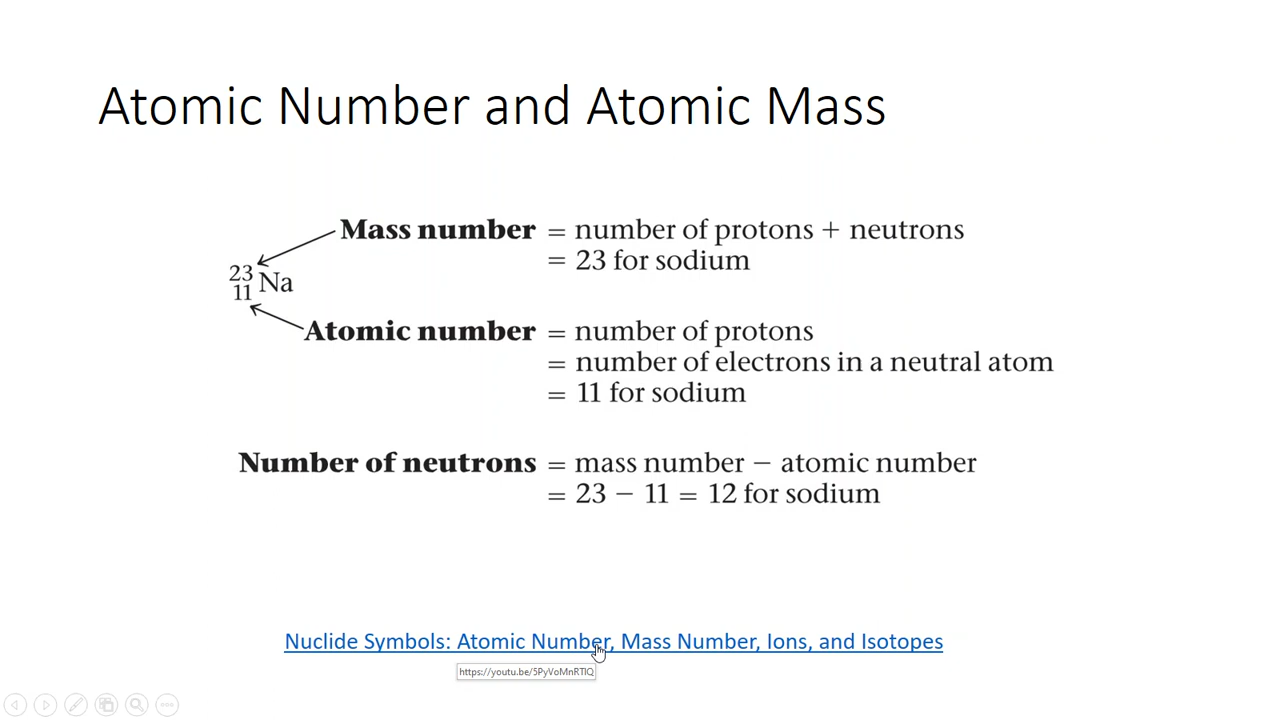 Atomic Number and Atomic Mass
Mass number = number of protons + neutrons
= 23 for sodium
23
11 Na
Atomic number = number of protons
= number of electrons in a neutral atom
= 11 for sodium
Number of neutrons = mass number − atomic number
= 23 − 11 = 12 for sodium
Nuclide Symbols: Atomic Number, Mass Number, Ions, and Isotopes
https://youtu.be/5PyVoMnRTlQ